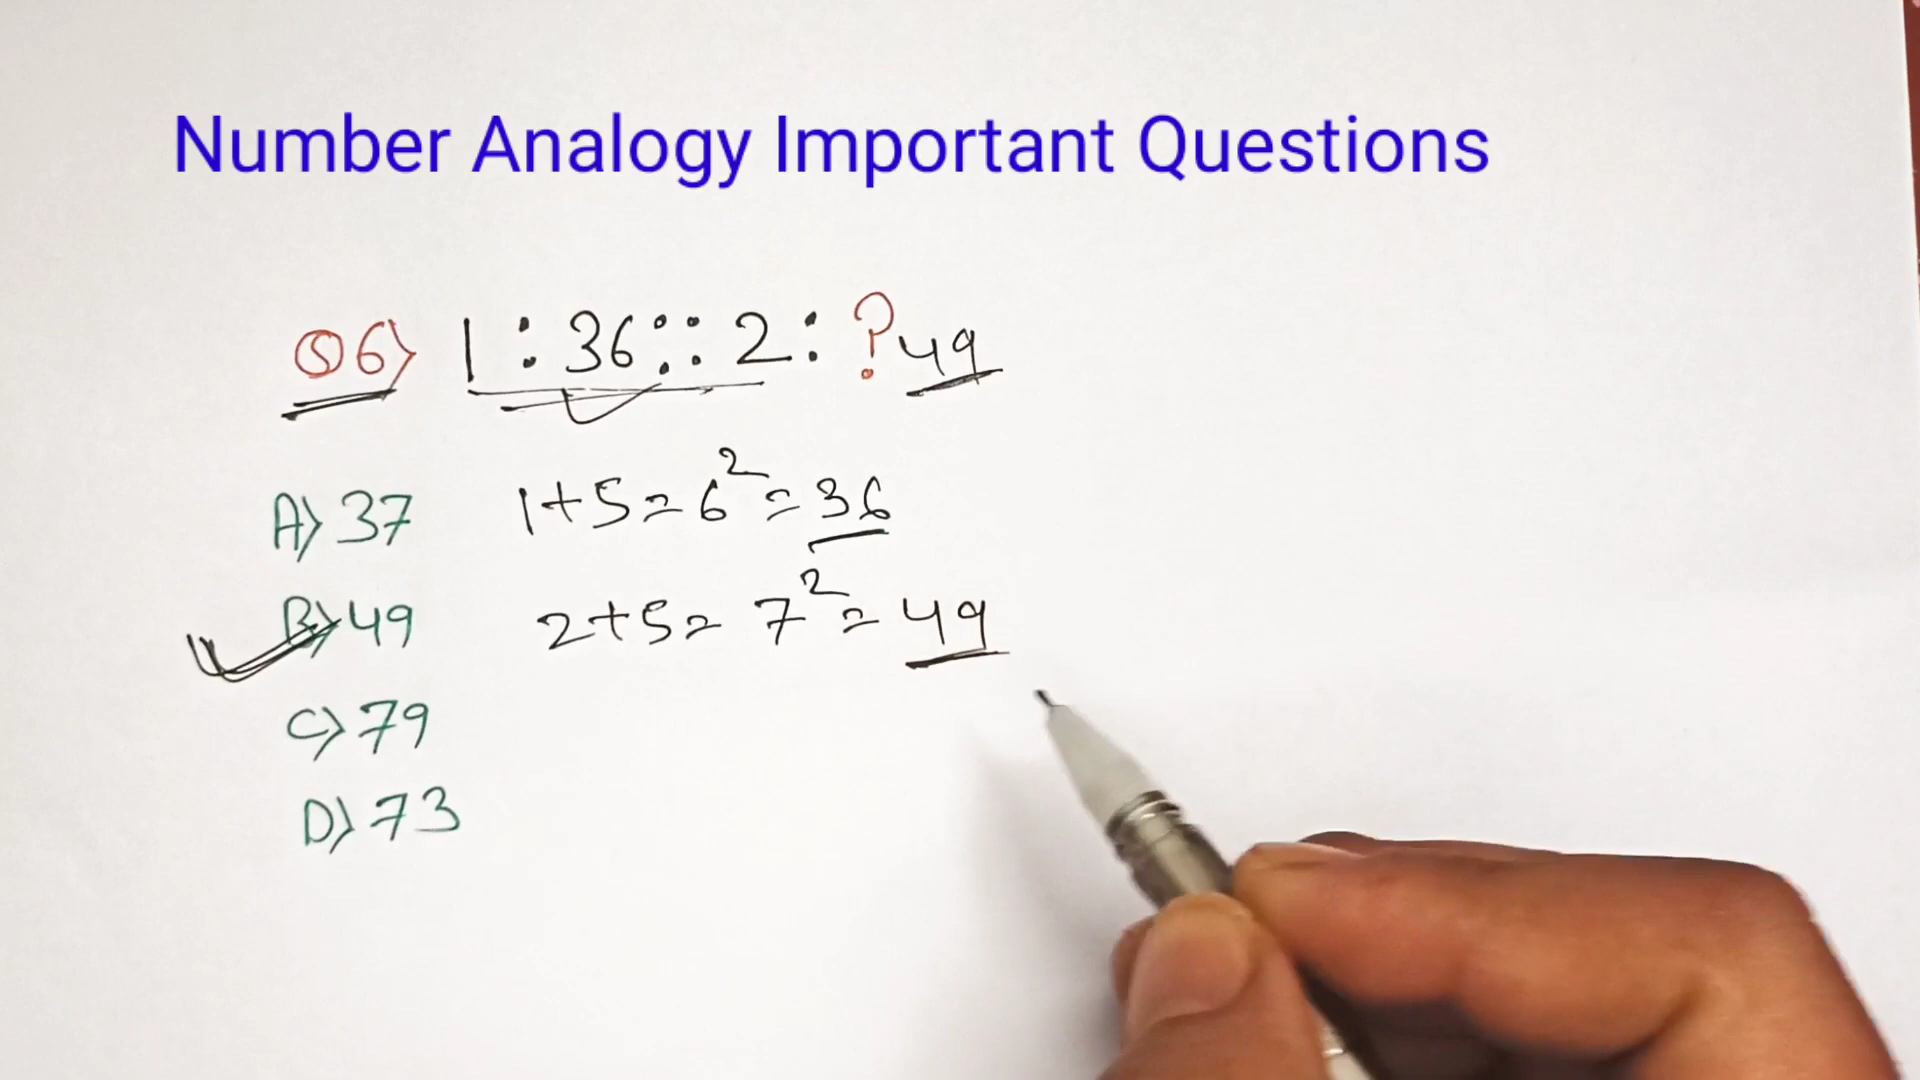 Number Analogy Important Questions
56) 1 : 36 :: 2 : ? 49
A) 37 1+5=6²=36
B) 49 2+5=7²=49
C) 79
D) 73